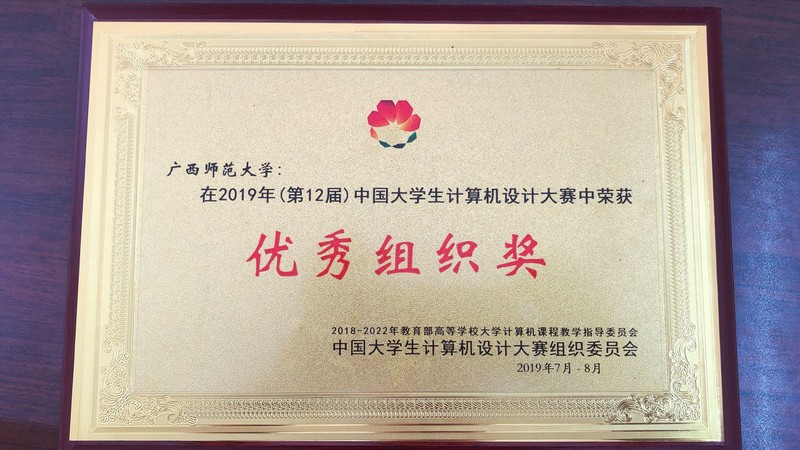 广西师范大学：
在2019年(第12届)中国大学生计算机设计大赛中荣获
优秀组织奖
2018-2022年教育部高等学校大学计算机课程教学指导委员会
中国大学生计算机设计大赛组织委员会
2019年7月-8月